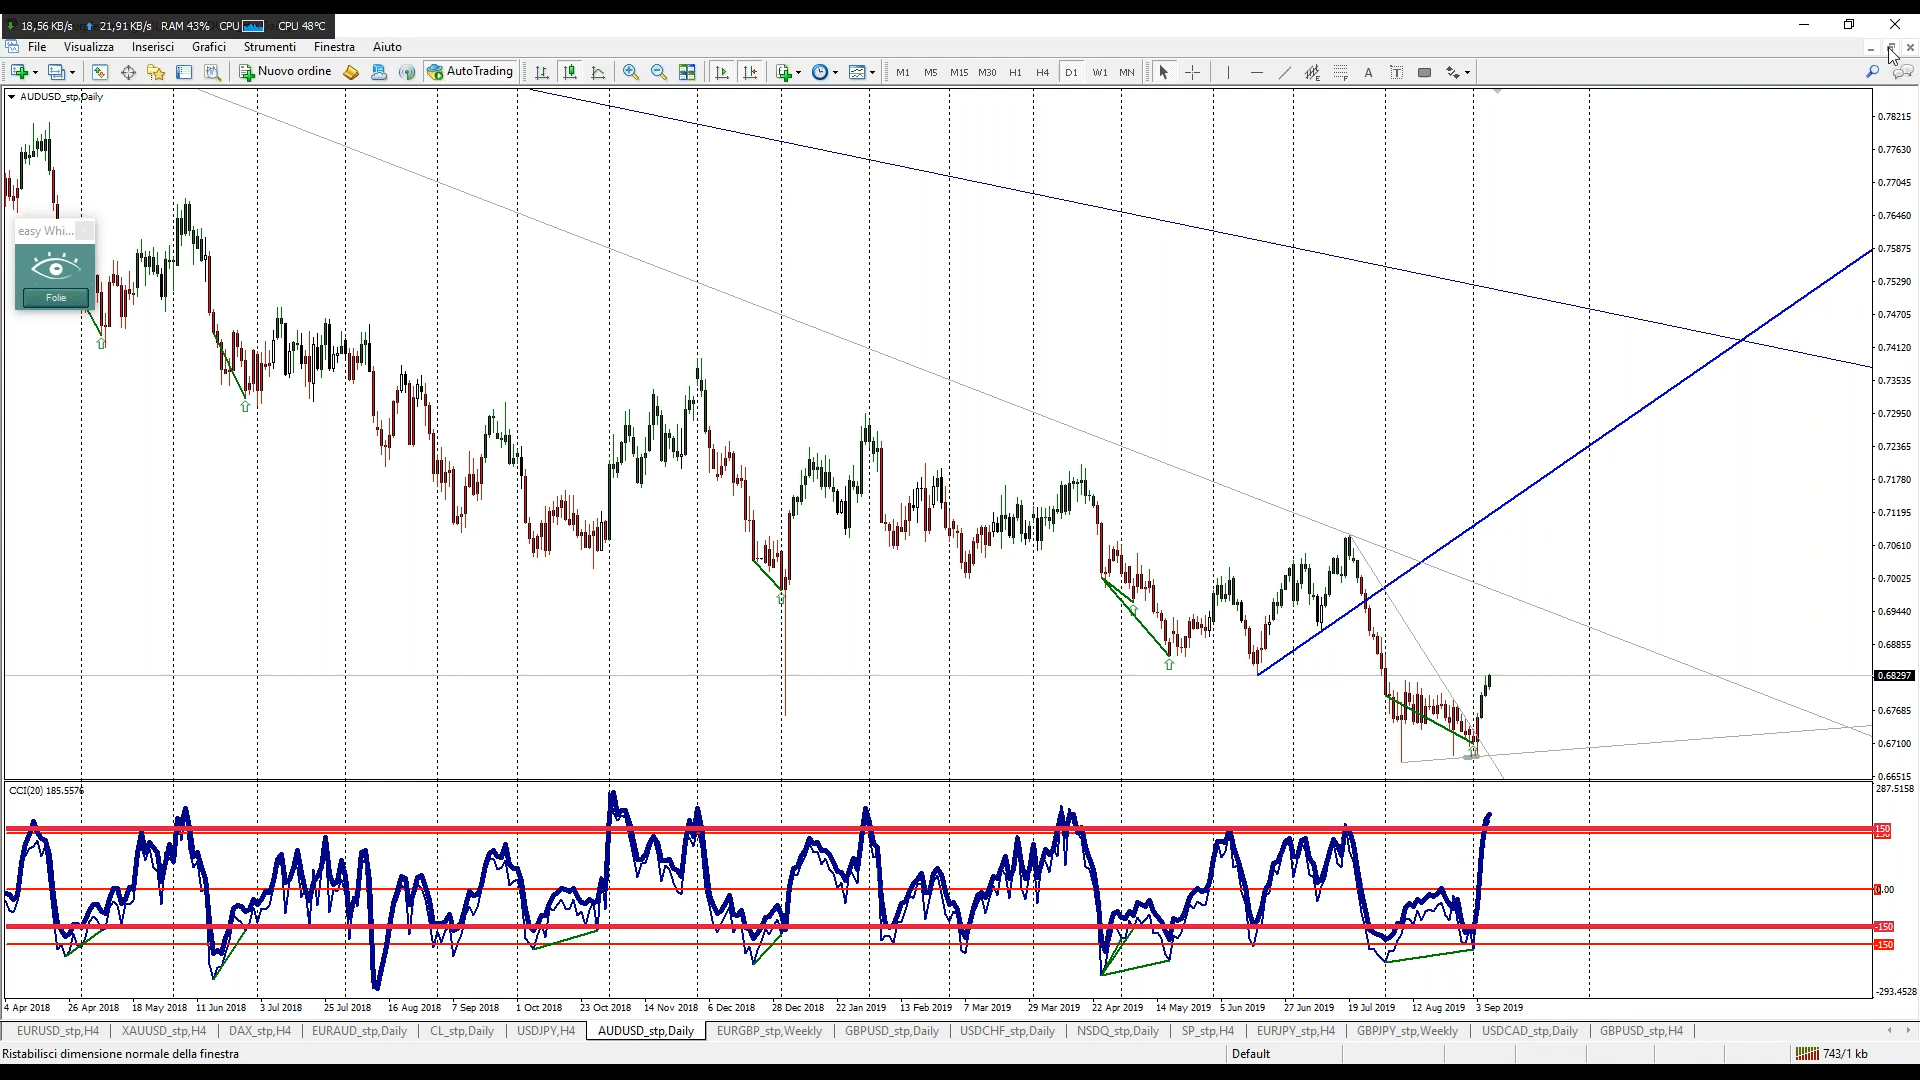 18,56 KB/s 21,91 KB/s RAM 43% CPU CPU 48°C
File Visualizza Inserisci Grafici Strumenti Finestra Aiuto
Nuovo ordine AutoTrading M1 M5 M15 M30 H1 H4 D1 W1 MN A T
AUDUSD_stp,Daily
0.78215
0.77630
0.77045
0.76460
easy Whi...
0.75875
0.75290
Folie
0.74705
0.74120
0.73535
0.72950
0.72365
0.71780
0.71195
0.70610
0.70025
0.69440
0.68855
0.68297
0.67685
0.67100
0.66515
CCI(20) 185.5576
287.5158
150
150
0.00
-150
-150
-293.4528
4 Apr 2018 26 Apr 2018 18 May 2018 11 Jun 2018 3 Jul 2018 25 Jul 2018 16 Aug 2018 7 Sep 2018 1 Oct 2018 23 Oct 2018 14 Nov 2018 6 Dec 2018 28 Dec 2018 22 Jan 2019 13 Feb 2019 7 Mar 2019 29 Mar 2019 22 Apr 2019 14 May 2019 5 Jun 2019 27 Jun 2019 19 Jul 2019 12 Aug 2019 3 Sep 2019
EURUSD_stp,H4 XAUUSD_stp,H4 DAX_stp,H4 EURAUD_stp,Daily CL_stp,Daily USDJPY,H4 AUDUSD_stp,Daily EURGBP_stp,Weekly GBPUSD_stp,Daily USDCHF_stp,Daily NSDQ_stp,Daily SP_stp,H4 EURJPY_stp,H4 GBPJPY_stp,Weekly USDCAD_stp,Daily GBPUSD_stp,H4
Ristabilisci dimensione normale della finestra Default 743/1 kb